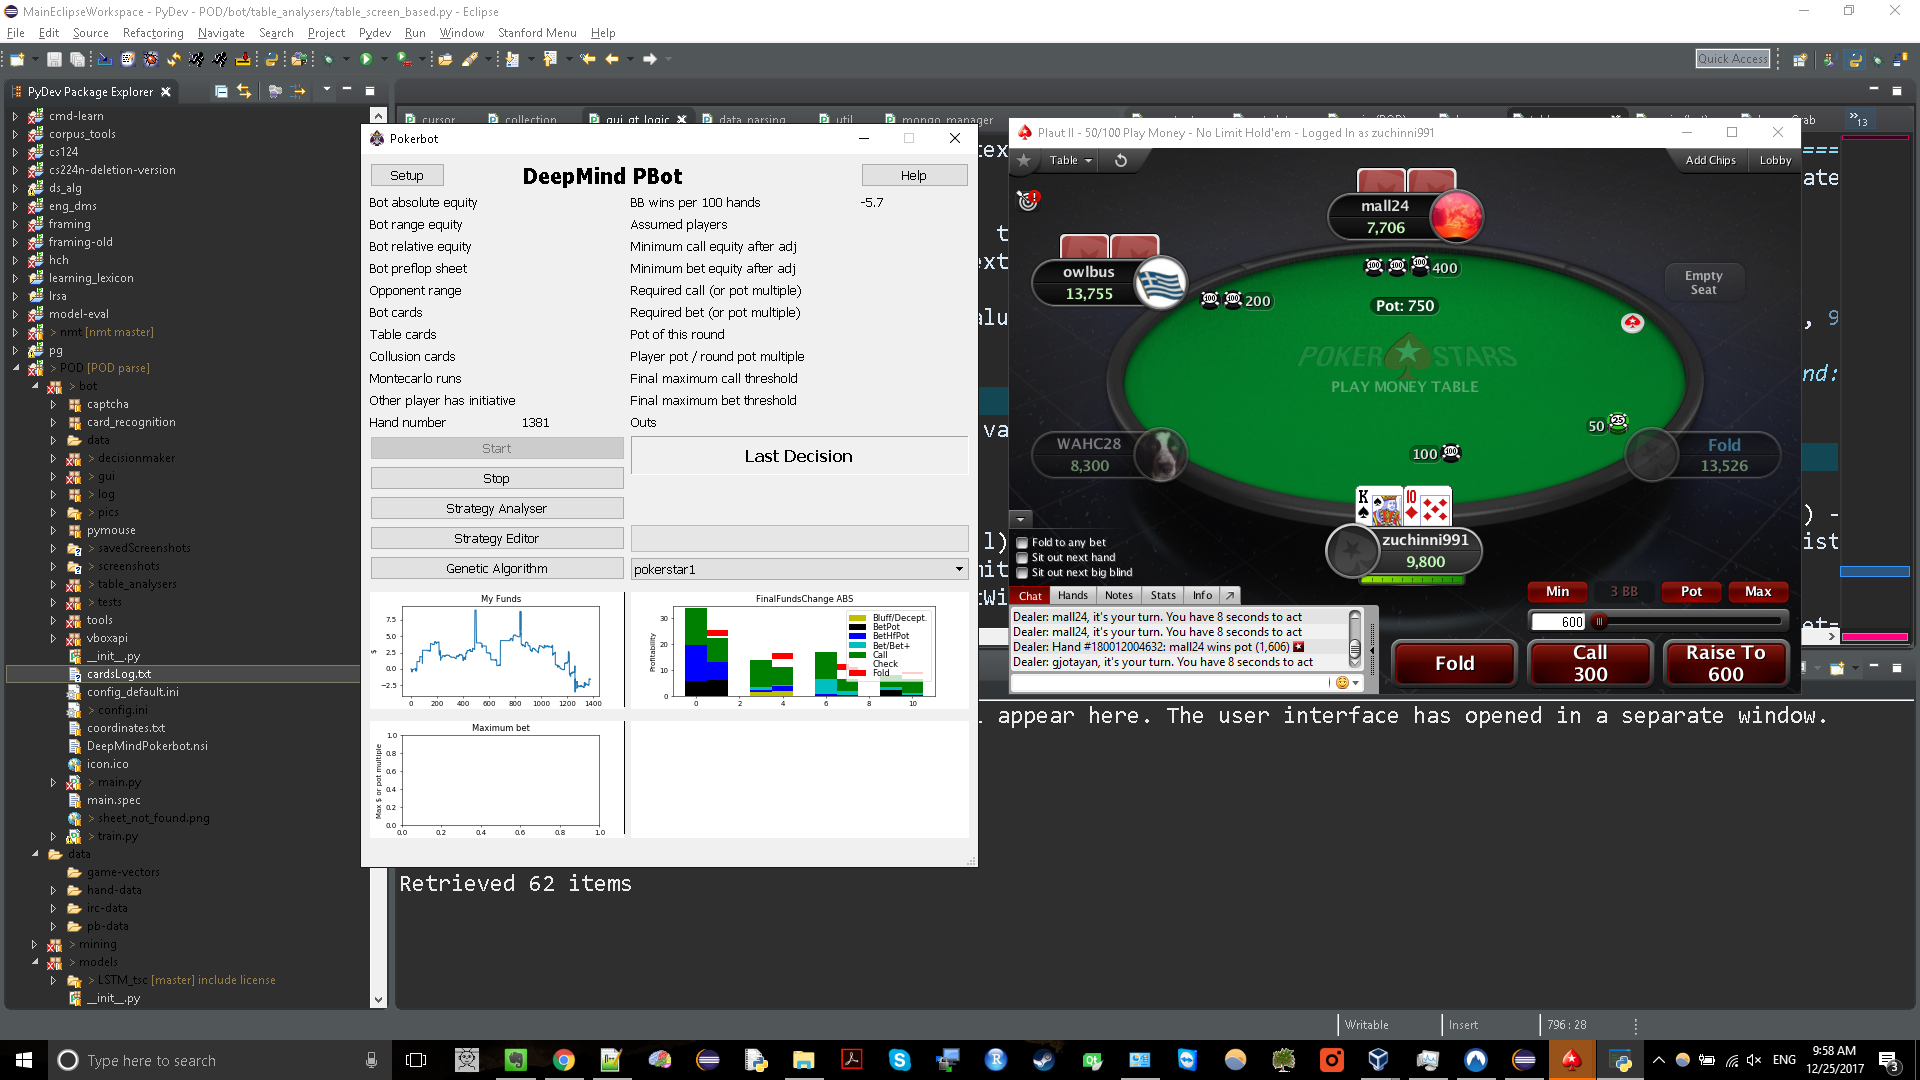 MainEclipseWorkspace - PyDev - POD/bot/table_analysers/table_screen_based.py - Eclipse
File Edit Source Refactoring Navigate Search Project Pydev Run Window Stanford Menu Help
Quick Access
PyDev Package Explorer
cmd-learn
corpus_tools
cs124
cs224n-deletion-version
ds_alg
eng_dms
framing
framing-old
hch
learning_lexicon
lrsa
model-eval
> nmt [nmt master]
pg
> POD [POD parse]
> bot
captcha
card_recognition
data
> decisionmaker
> gui
> log
> pics
pymouse
> savedScreenshots
> screenshots
> table_analysers
> tests
tools
vboxapi
__init__.py
cardsLog.txt
config_default.ini
> config.ini
coordinates.txt
DeepMindPokerbot.nsi
icon.ico
> main.py
main.spec
> sheet_not_found.png
> train.py
data
game-vectors
> hand-data
> irc-data
> pb-data
> mining
> models
> LSTM_tsc [master] include license
__init__.py
cursor collection gui_qt_logic data_parsing util mongo_manager
13
Pokerbot
Setup DeepMind PBot Help
Bot absolute equity BB wins per 100 hands -5.7
Bot range equity Assumed players
Bot relative equity Minimum call equity after adj
Bot preflop sheet Minimum bet equity after adj
Opponent range Required call (or pot multiple)
Bot cards Required bet (or pot multiple)
Table cards Pot of this round
Collusion cards Player pot / round pot multiple
Montecarlo runs Final maximum call threshold
Other player has initiative Final maximum bet threshold
Hand number 1381 Outs
Start
Last Decision
Stop
Strategy Analyser
Strategy Editor
Genetic Algorithm
pokerstar1
My Funds
$
7.5
5.0
2.5
0.0
-2.5
0 200 400 600 800 1000 1200 1400
FinalFundsChange ABS
Profitability
30
20
10
0
0 2 4 6 8 10
Bluff/Decept.
BetPot
BetHfPot
Bet/Bet+
Call
Check
Fold
Maximum bet
Max $ or pot multiple
1.0
0.8
0.6
0.4
0.2
0.0
0.0 0.2 0.4 0.6 0.8 1.0
Plaut II - 50/100 Play Money - No Limit Hold'em - Logged In as zuchinni991
Table
Add Chips Lobby
mall24
7,706
owlbus
13,755
400
200
Pot: 750
Empty
Seat
POKER STARS
PLAY MONEY TABLE
WAHC28
8,300
50
100
Fold
13,526
K 10
zuchinni991
9,800
Fold to any bet
Sit out next hand
Sit out next big blind
Chat Hands Notes Stats Info
Dealer: mall24, it's your turn. You have 8 seconds to act
Dealer: mall24, it's your turn. You have 8 seconds to act
Dealer: Hand #180012004632: mall24 wins pot (1,606)
Dealer: gjotayan, it's your turn. You have 8 seconds to act
Min 3 BB Pot Max
600
Fold
Call
300
Raise To
600
l appear here. The user interface has opened in a separate window.
Retrieved 62 items
Writable Insert 796 : 28
Type here to search
ENG
9:58 AM
12/25/2017
3